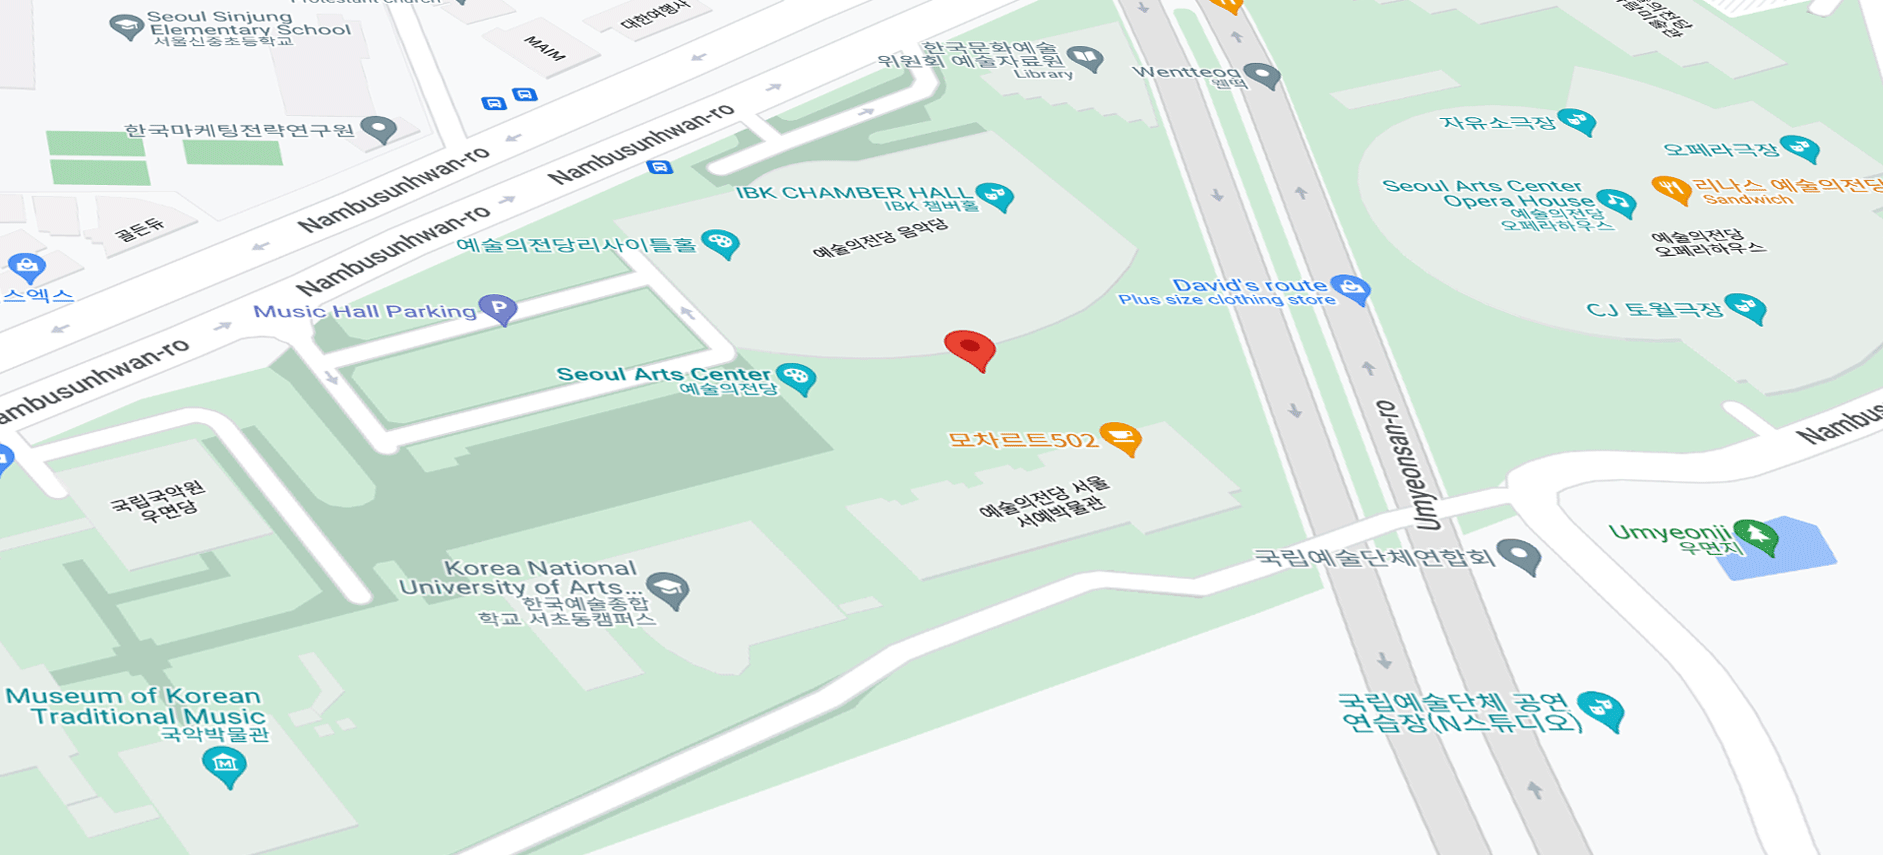 Protestant Church
Seoul Sinjung
Elementary School
서울신중초등학교
MAIM
대한여행사
한국문화예술
위원회 예술자료원
Library
Wentteog
웬떡
예술의전당
한국마케팅전략연구원
Nambusunhwan-ro
Nambusunhwan-ro
자유소극장
오페라극장
IBK CHAMBER HALL
IBK 챔버홀
예술의전당 음악당
예술의전당리사이틀홀
Seoul Arts Center
Opera House
예술의전당
오페라하우스
리나스 예술의전당
Sandwich
예술의전당
오페라하우스
골든듀
스엑스
Nambusunhwan-ro
Music Hall Parking
P
David's route
Plus size clothing store
CJ 토월극장
Nambusunhwan-ro
ambusunhwan-ro
Seoul Arts Center
예술의전당
모차르트502
Umyeonsan-ro
Nambus
국립국악원
우면당
예술의전당 서울
서예박물관
Umyeonji
우면지
국립예술단체연합회
Korea National
University of Arts...
한국예술종합
학교 서초동캠퍼스
Museum of Korean
Traditional Music
국악박물관
M
국립예술단체 공연
연습장(N스튜디오)